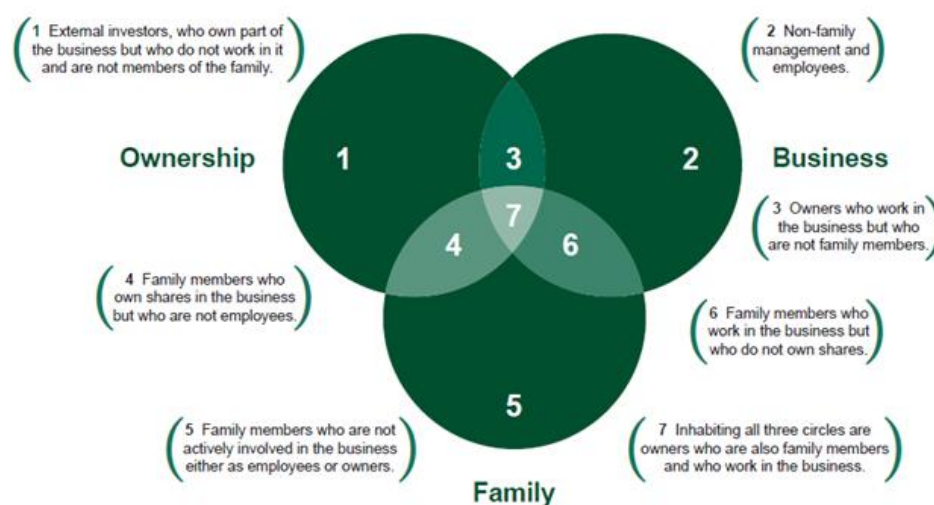 1 External investors, who own part of
the business but who do not work in it
and are not members of the family.
2 Non-family
management and
employees.
Ownership
1
3
2
Business
7
4
6
3 Owners who work in
the business but who
are not family members.
4 Family members who
own shares in the business
but who are not employees.
6 Family members who
work in the business but
who do not own shares.
5
5 Family members who are not
actively involved in the business
either as employees or owners.
7 Inhabiting all three circles are
owners who are also family members
and who work in the business.
Family